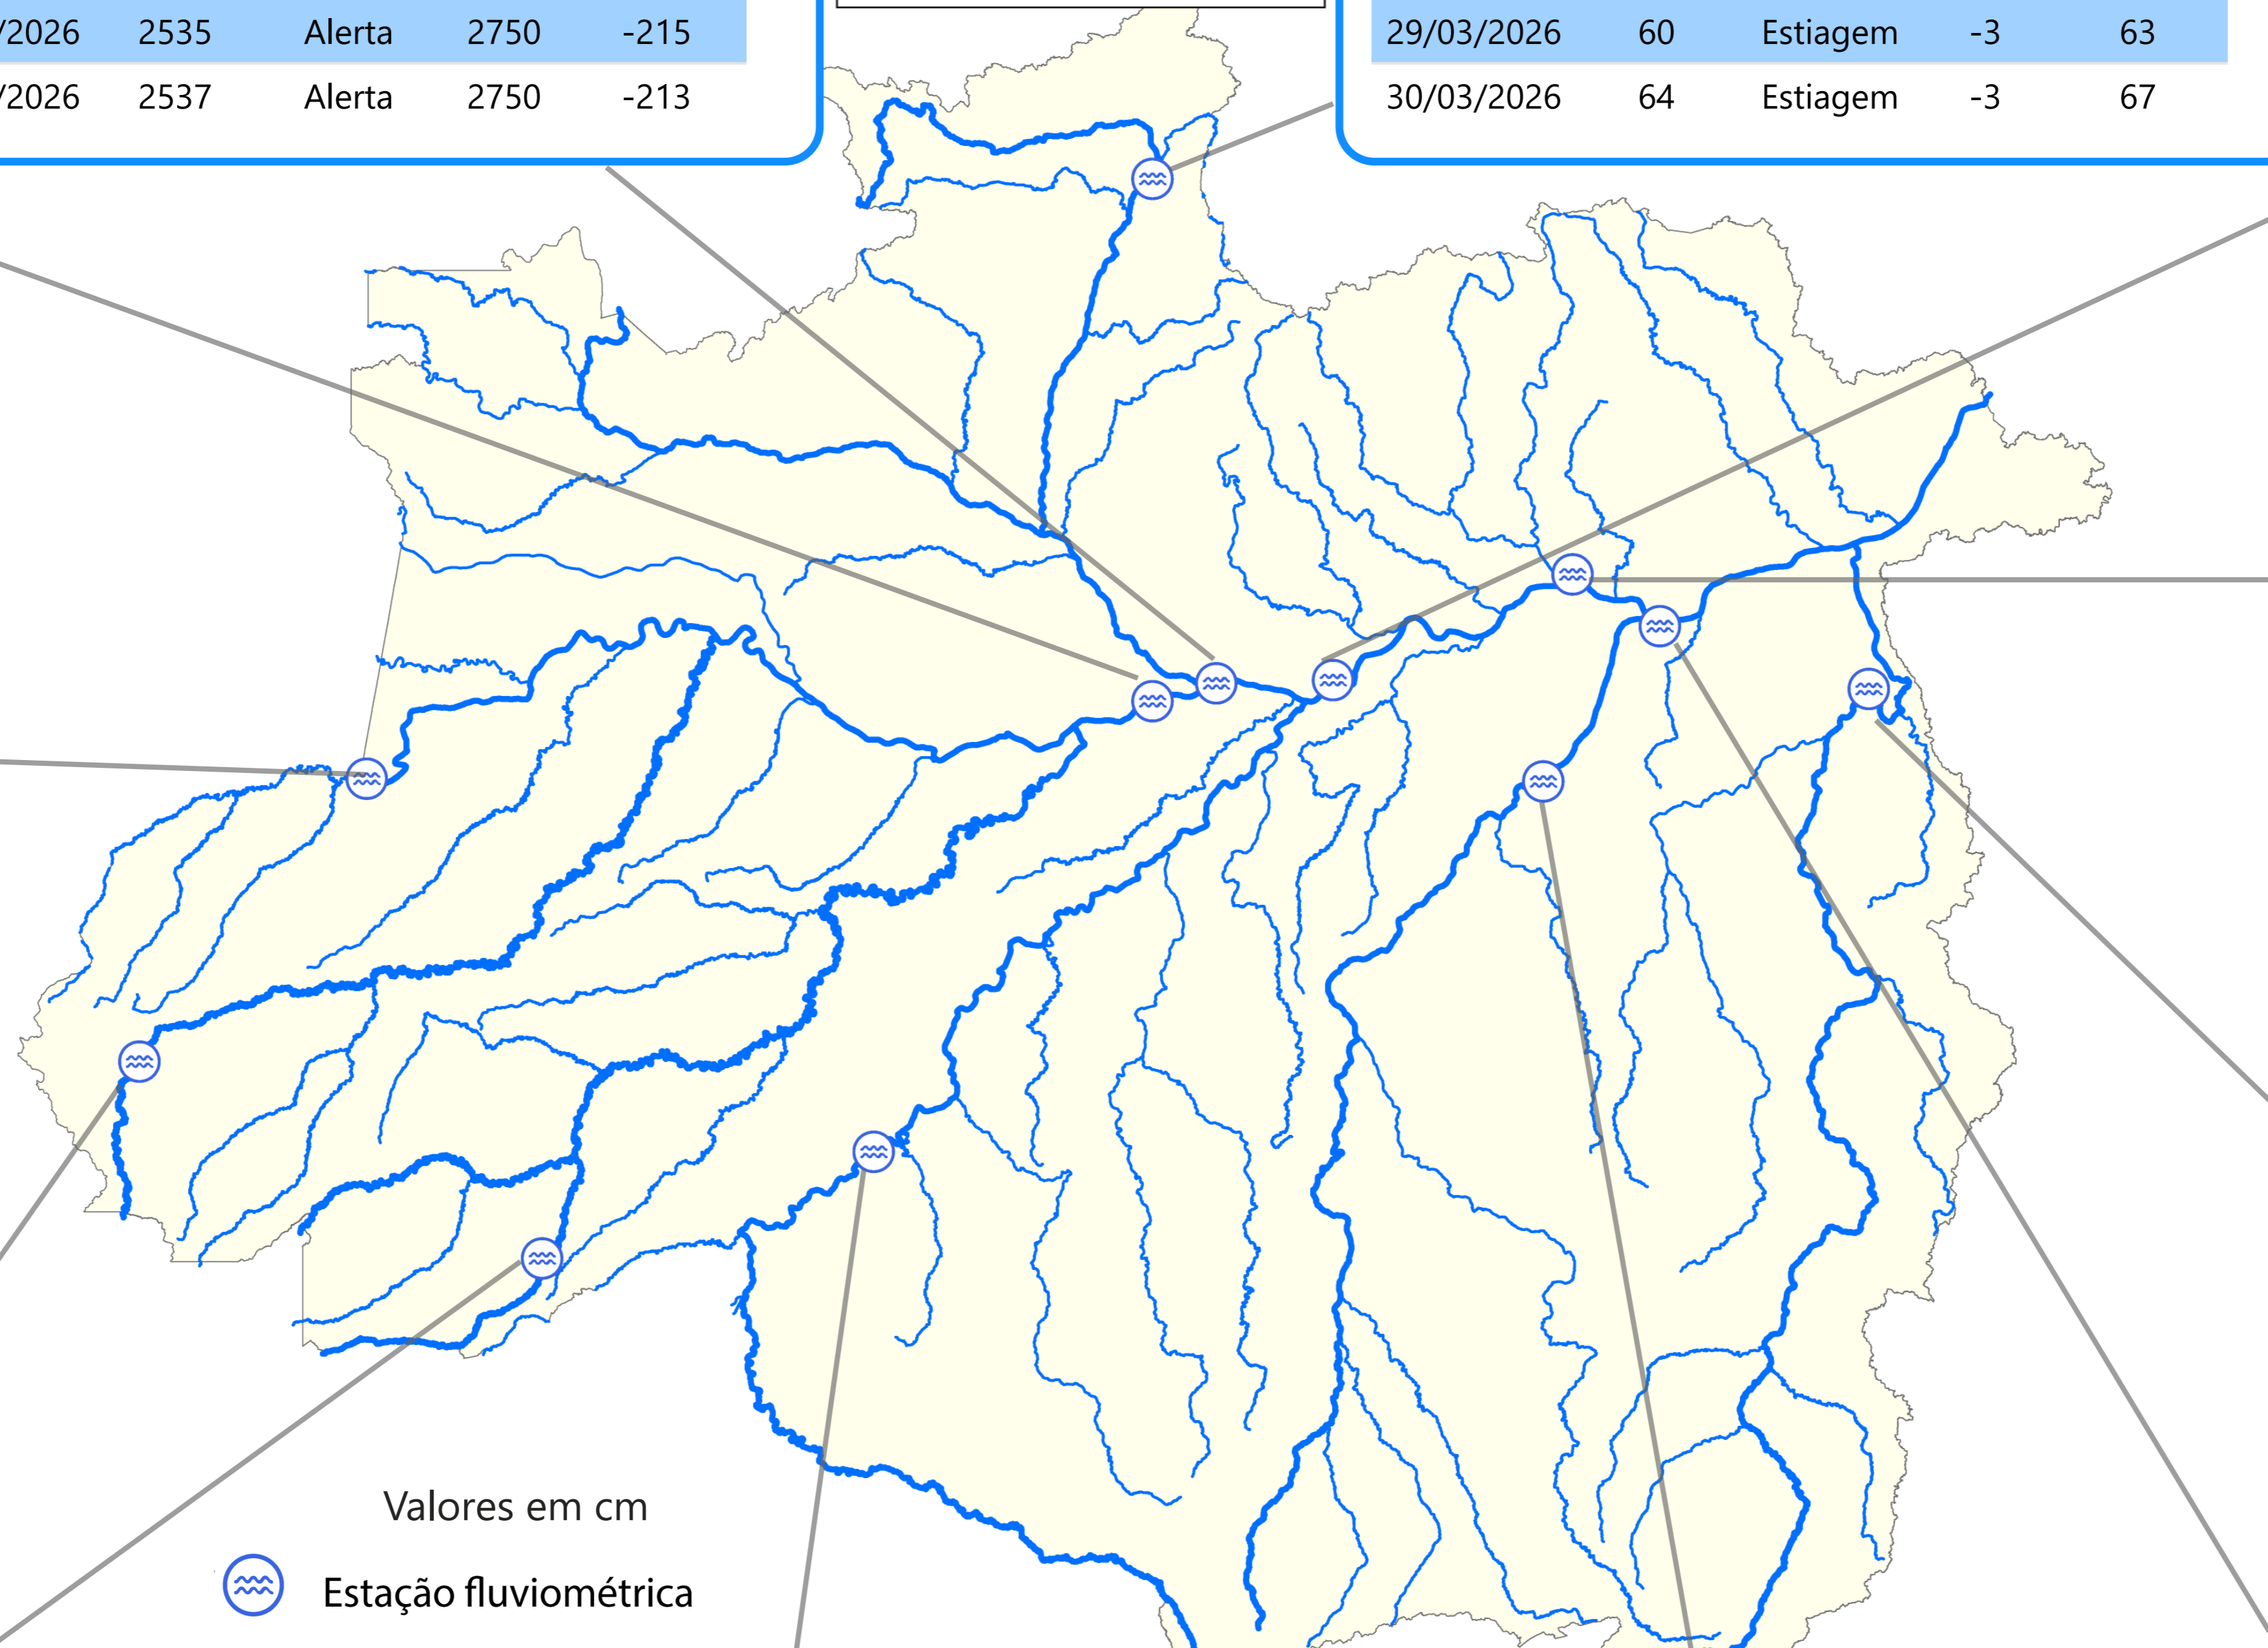 /2026 2535 Alerta 2750 -215
/2026 2537 Alerta 2750 -213
29/03/2026 60 Estiagem -3 63
30/03/2026 64 Estiagem -3 67
Valores em cm
Estação fluviométrica